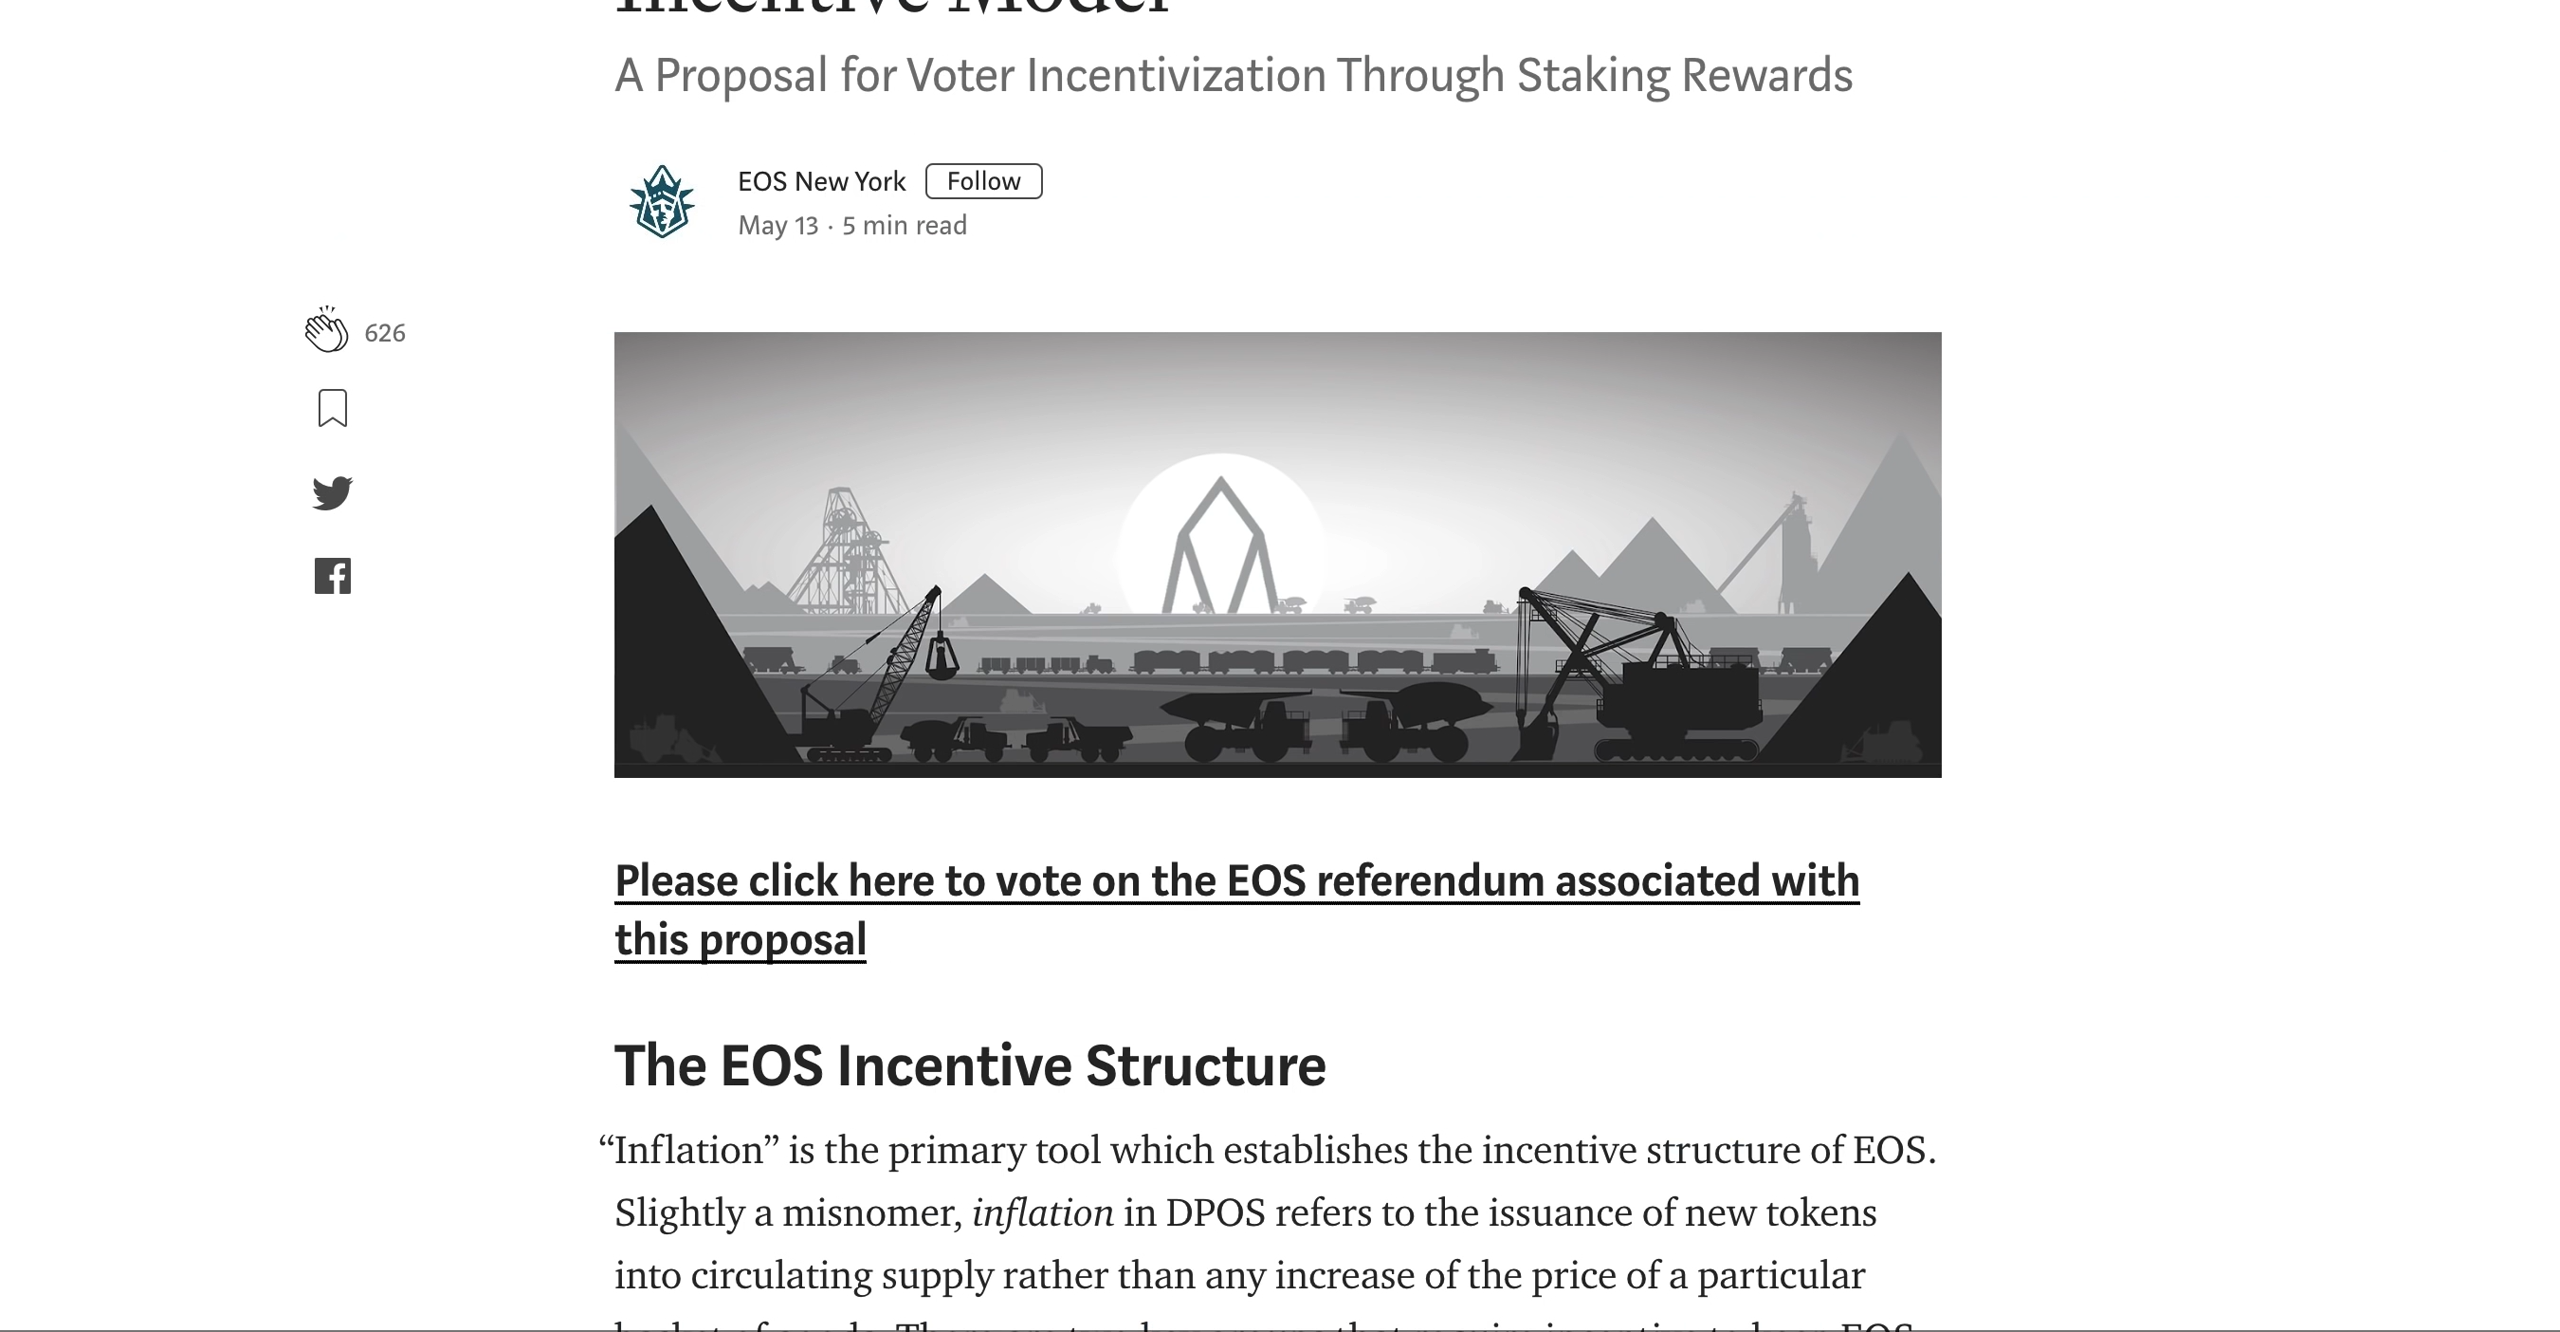 Incentive Model
A Proposal for Voter Incentivization Through Staking Rewards
EOS New York Follow
May 13 · 5 min read
626
Please click here to vote on the EOS referendum associated with
this proposal
The EOS Incentive Structure
“Inflation” is the primary tool which establishes the incentive structure of EOS.
Slightly a misnomer, inflation in DPOS refers to the issuance of new tokens
into circulating supply rather than any increase of the price of a particular